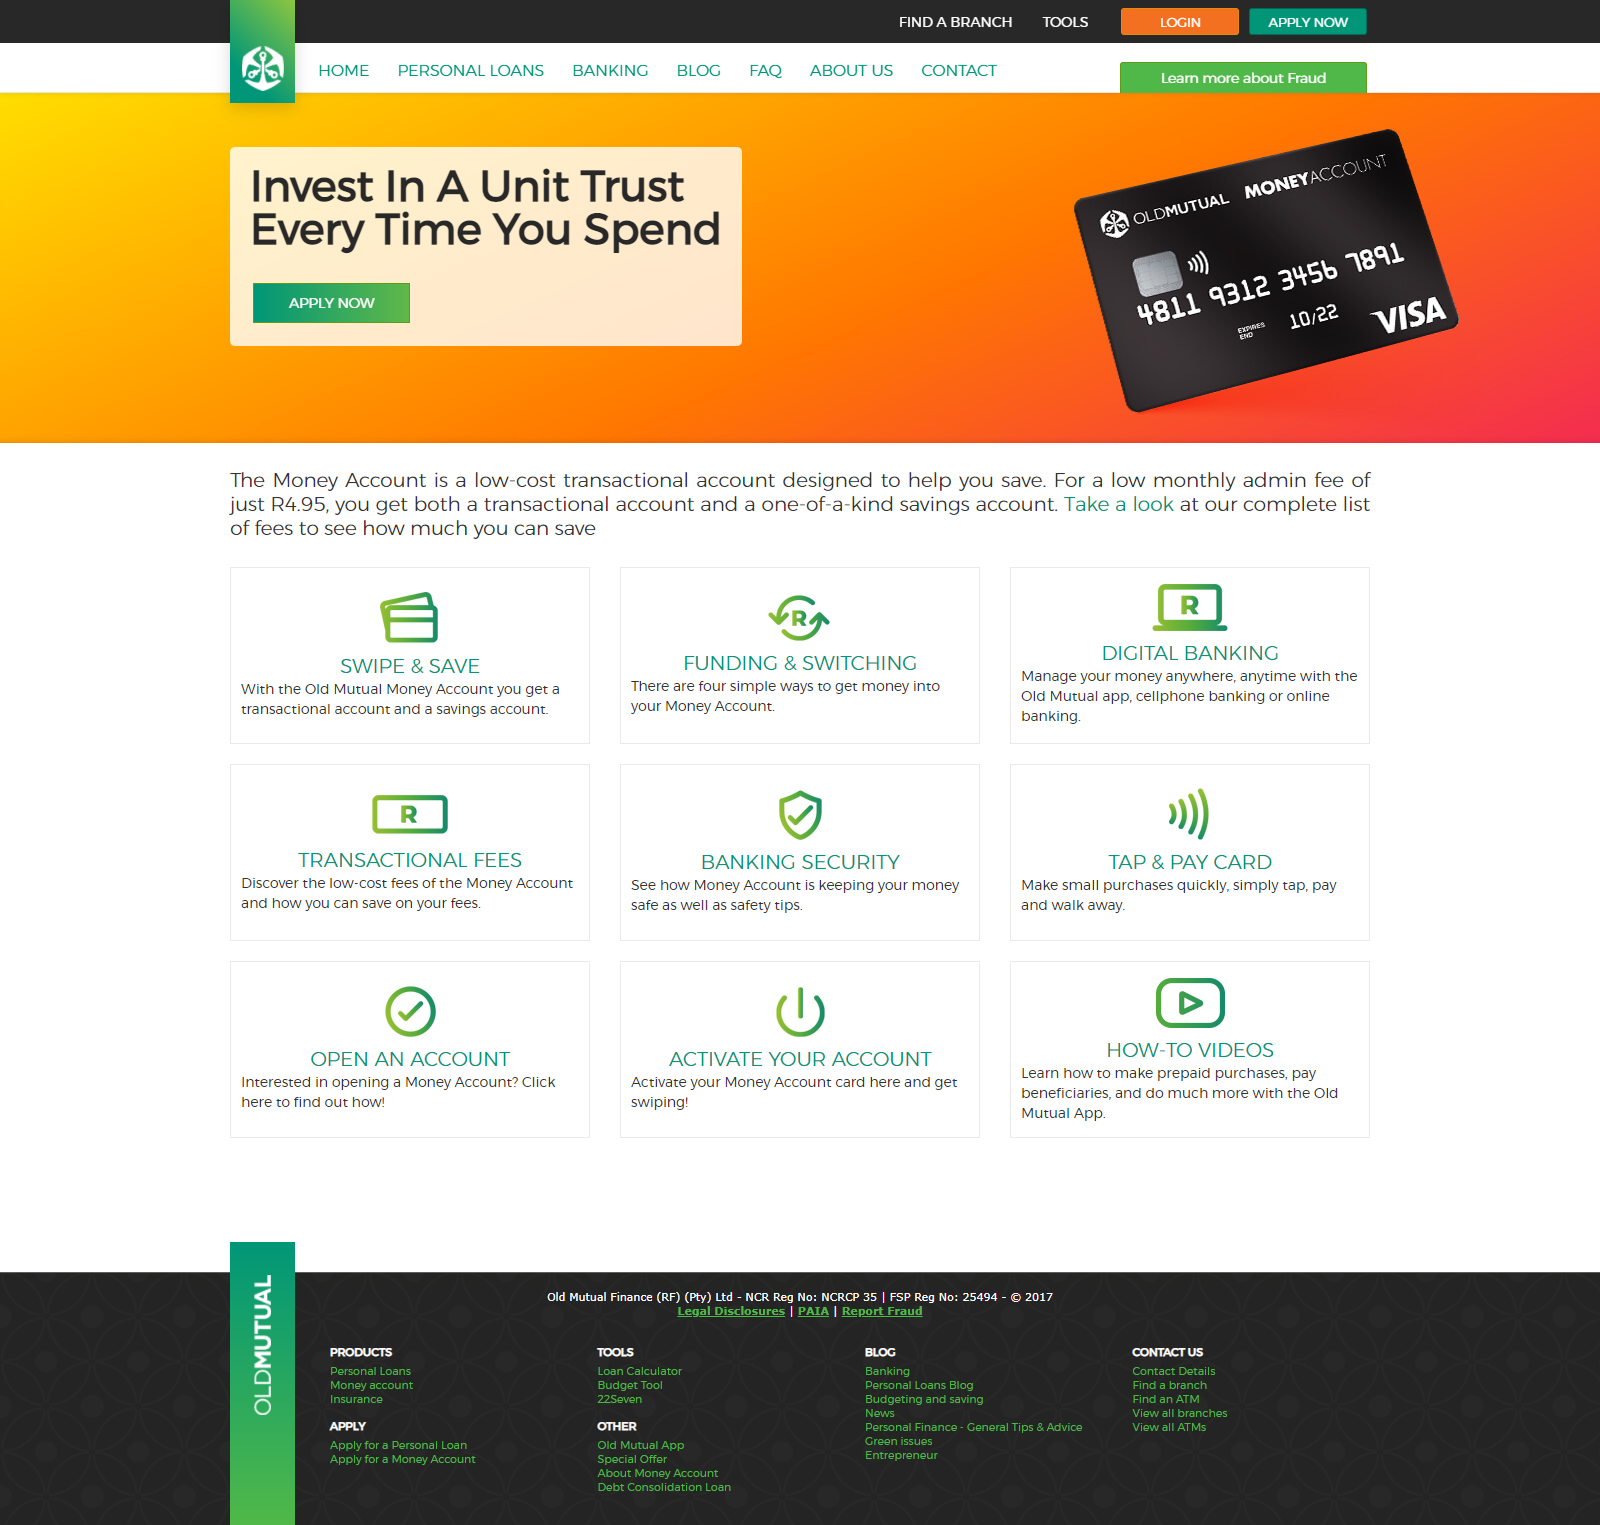 FIND A BRANCH TOOLS LOGIN APPLY NOW
HOME PERSONAL LOANS BANKING BLOG FAQ ABOUT US CONTACT
Learn more about Fraud
Invest In A Unit Trust
Every Time You Spend
APPLY NOW
OLDMUTUAL MONEYACCOUNT
4811 9312 3456 7891
EXPIRES
END
10/22
VISA
The Money Account is a low-cost transactional account designed to help you save. For a low monthly admin fee of
just R4.95, you get both a transactional account and a one-of-a-kind savings account. Take a look at our complete list
of fees to see how much you can save
SWIPE & SAVE
With the Old Mutual Money Account you get a
transactional account and a savings account.
R
FUNDING & SWITCHING
There are four simple ways to get money into
your Money Account.
R
DIGITAL BANKING
Manage your money anywhere, anytime with the
Old Mutual app, cellphone banking or online
banking.
R
TRANSACTIONAL FEES
Discover the low-cost fees of the Money Account
and how you can save on your fees.
BANKING SECURITY
See how Money Account is keeping your money
safe as well as safety tips.
TAP & PAY CARD
Make small purchases quickly, simply tap, pay
and walk away.
OPEN AN ACCOUNT
Interested in opening a Money Account? Click
here to find out how!
ACTIVATE YOUR ACCOUNT
Activate your Money Account card here and get
swiping!
HOW-TO VIDEOS
Learn how to make prepaid purchases, pay
beneficiaries, and do much more with the Old
Mutual App.
OLDMUTUAL
Old Mutual Finance (RF) (Pty) Ltd - NCR Reg No: NCRCP 35 | FSP Reg No: 25494 - © 2017
Legal Disclosures | PAIA | Report Fraud
PRODUCTS
Personal Loans
Money account
Insurance
APPLY
Apply for a Personal Loan
Apply for a Money Account
TOOLS
Loan Calculator
Budget Tool
22Seven
OTHER
Old Mutual App
Special Offer
About Money Account
Debt Consolidation Loan
BLOG
Banking
Personal Loans Blog
Budgeting and saving
News
Personal Finance - General Tips & Advice
Green issues
Entrepreneur
CONTACT US
Contact Details
Find a branch
Find an ATM
View all branches
View all ATMs